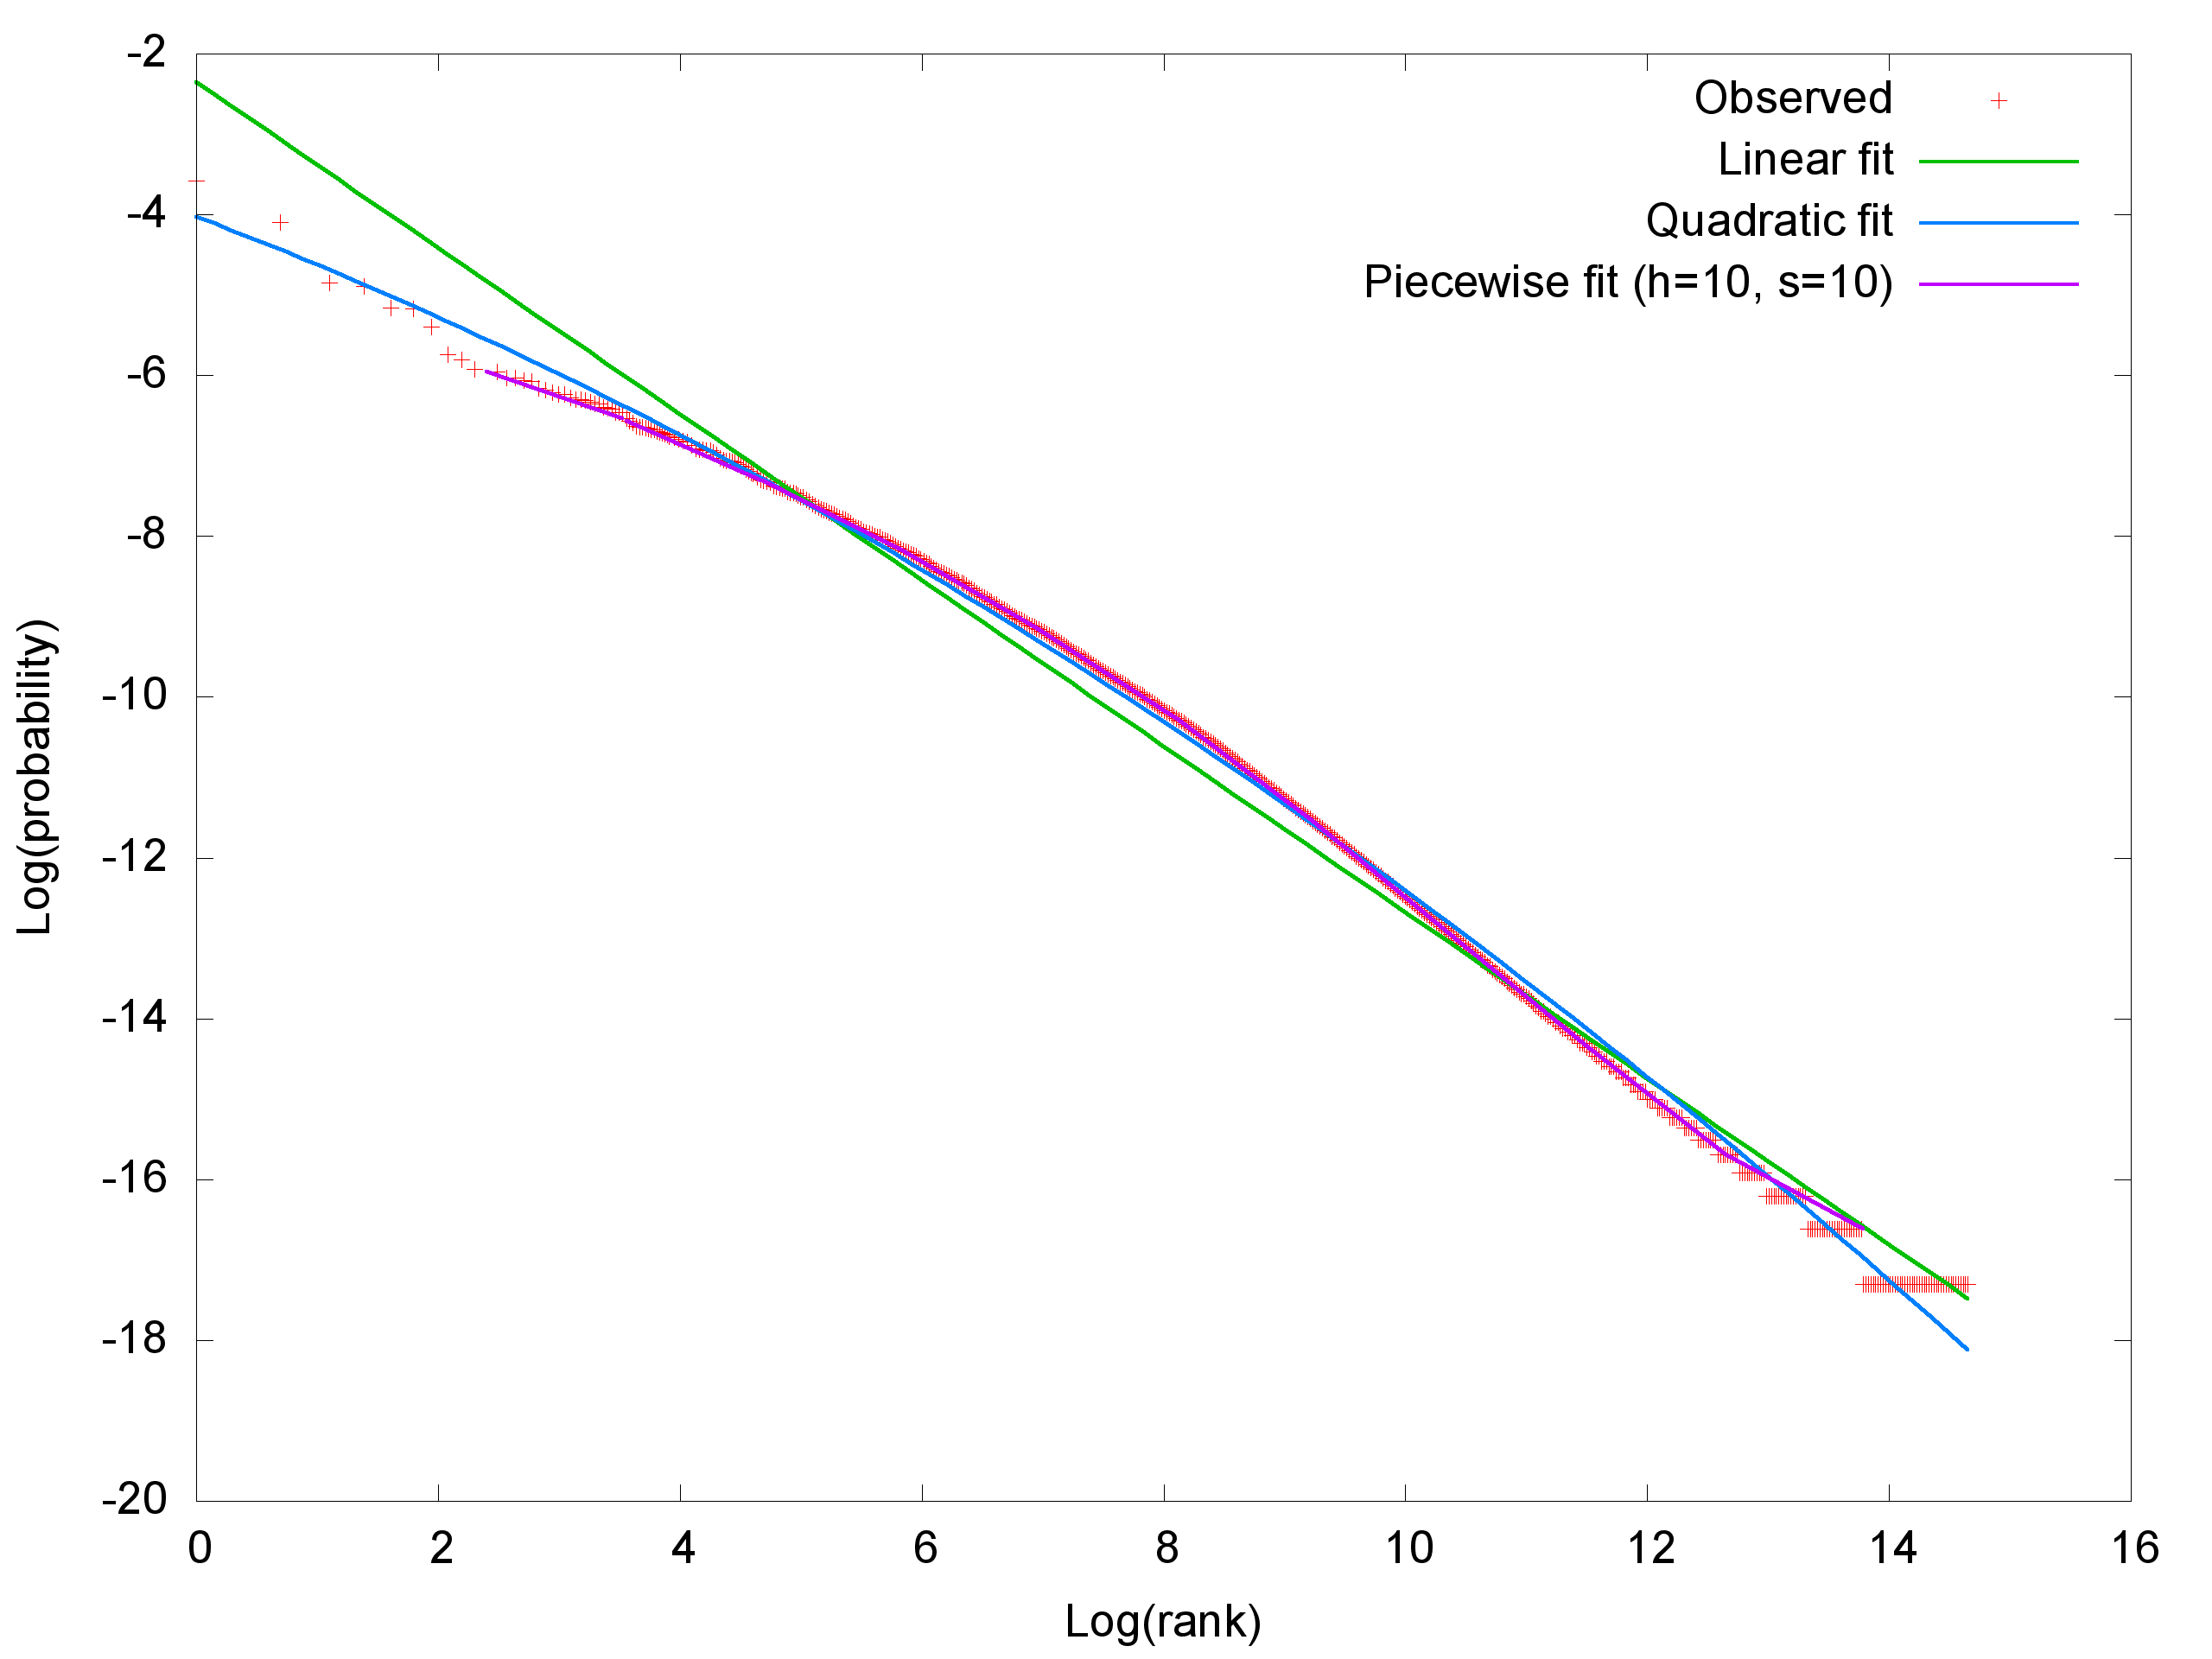 Observed
Linear fit
Quadratic fit
Piecewise fit (h=10, s=10)
Log(probability)
-2
-4
-6
-8
-10
-12
-14
-16
-18
-20
0 2 4 6 8 10 12 14 16
Log(rank)